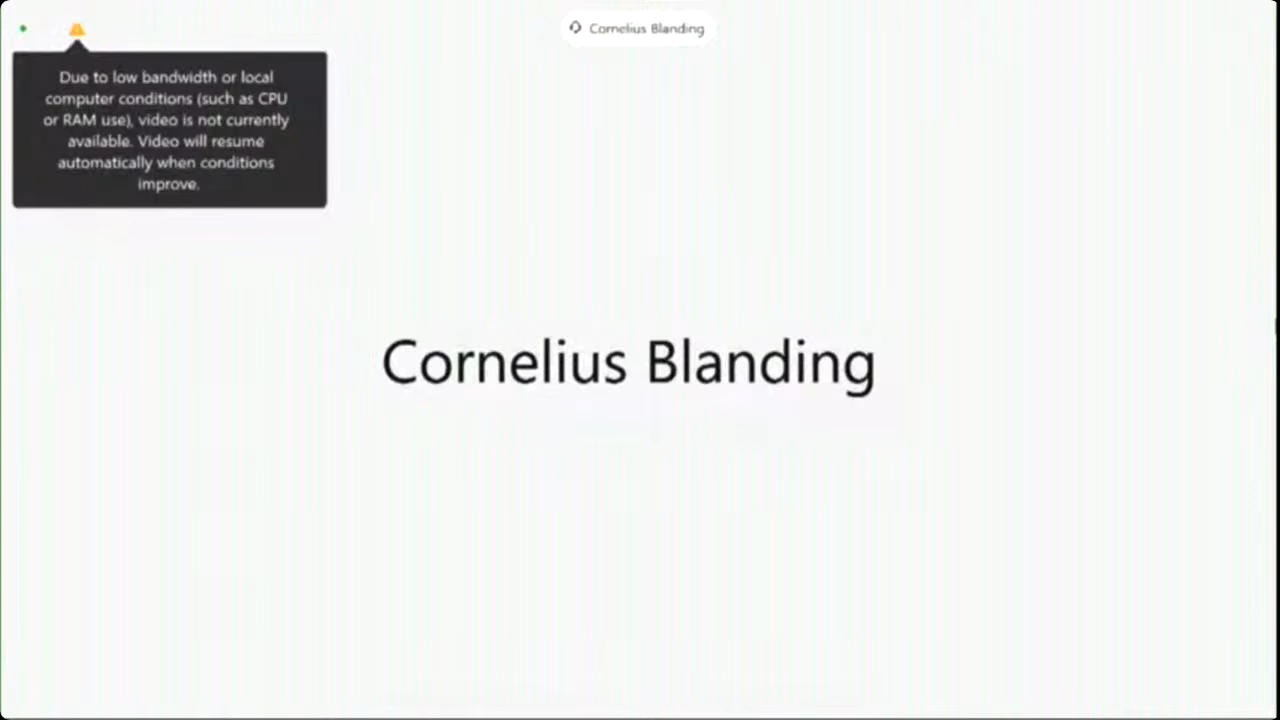 Cornelius Blanding
Due to low bandwidth or local
computer conditions (such as CPU
or RAM use), video is not currently
available. Video will resume
automatically when conditions
improve.
Cornelius Blanding